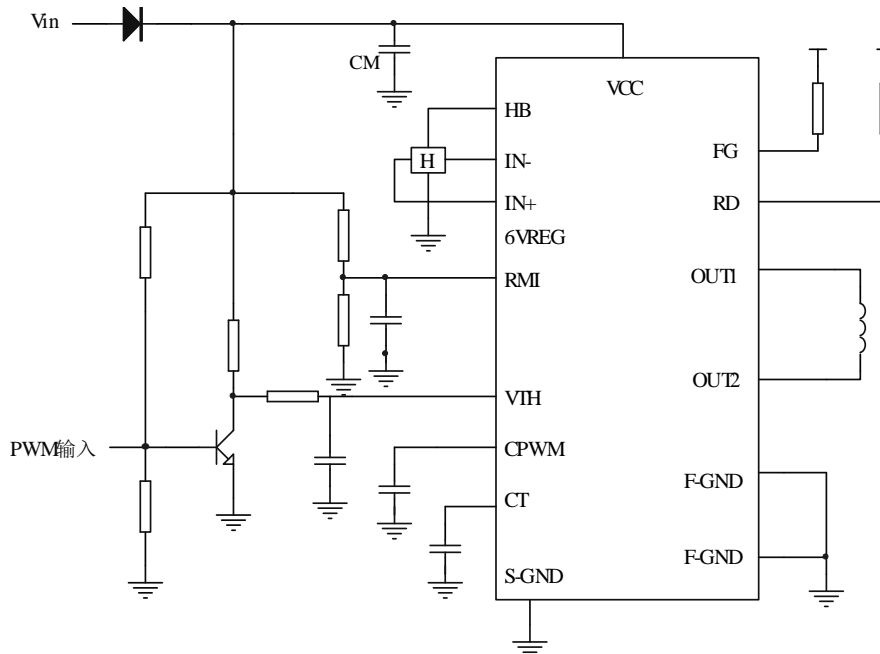 Vin
CM
VCC
HB
FG
H
IN-
IN+
RD
6VREG
RMI
OUT1
VTH
OUT2
PWM输入
CPWM
F-GND
CT
F-GND
S-GND